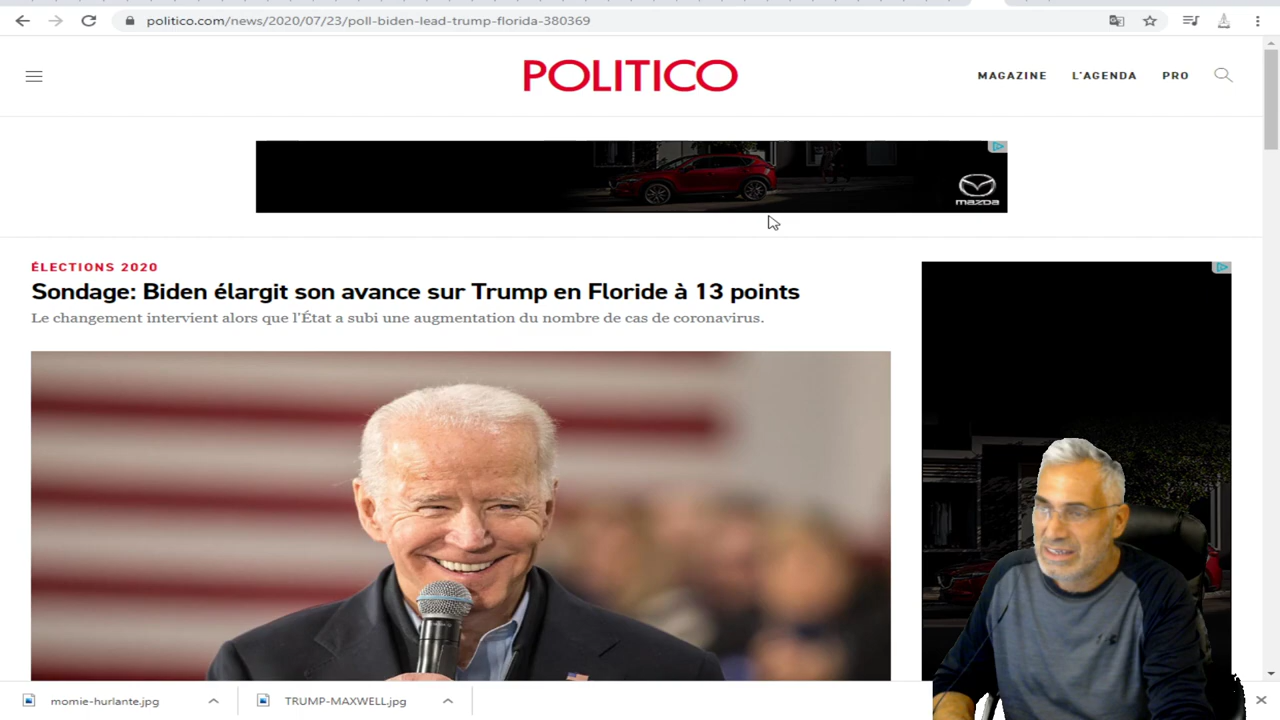 politico.com/news/2020/07/23/poll-biden-lead-trump-florida-380369
POLITICO
MAGAZINE L'AGENDA PRO
mazda
ÉLECTIONS 2020
Sondage: Biden élargit son avance sur Trump en Floride à 13 points
Le changement intervient alors que l'État a subi une augmentation du nombre de cas de coronavirus.
momie-hurlante.jpg
TRUMP-MAXWELL.jpg